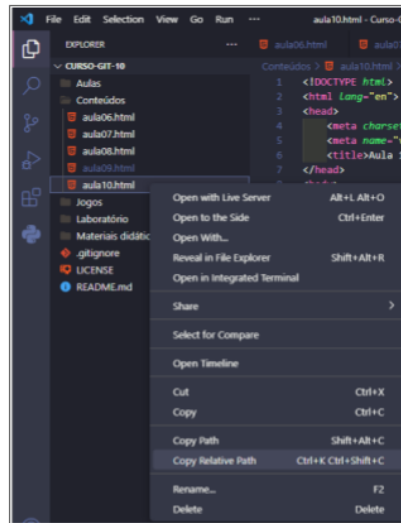 File Edit Selection View Go Run ··· aula10.html - Curso-G
EXPLORER ··· aula06.html aula07
CURSO-GIT-10 Conteúdos > aula10.html >
Aulas
Conteúdos
aula06.html
aula07.html
aula08.html
aula09.html
aula10.html
Jogos
Laboratório
Materiais didátic
.gitignore
LICENSE
README.md
1 <!DOCTYPE html>
2 <html lang="en">
3 <head>
4 <meta charset
5 <meta name="v
6 <title>Aula
7 </head>
Open with Live Server Alt+L Alt+O
Open to the Side Ctrl+Enter
Open With...
Reveal in File Explorer Shift+Alt+R
Open in Integrated Terminal
Share >
Select for Compare
Open Timeline
Cut Ctrl+X
Copy Ctrl+C
Copy Path Shift+Alt+C
Copy Relative Path Ctrl+K Ctrl+Shift+C
Rename... F2
Delete Delete